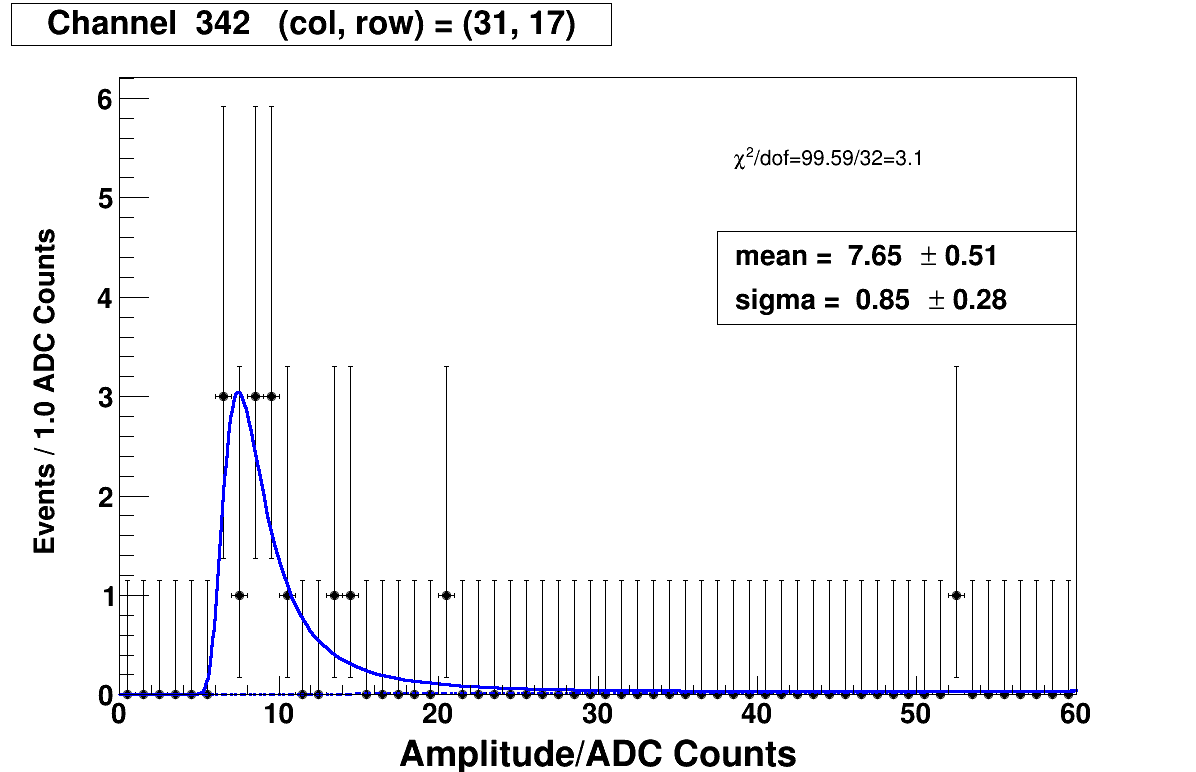 Channel 342 (col, row) = (31, 17)
6
χ²/dof=99.59/32=3.1
5
mean = 7.65 ± 0.51
4
sigma = 0.85 ± 0.28
3
2
1
0
Events / 1.0 ADC Counts
0 10 20 30 40 50 60
Amplitude/ADC Counts